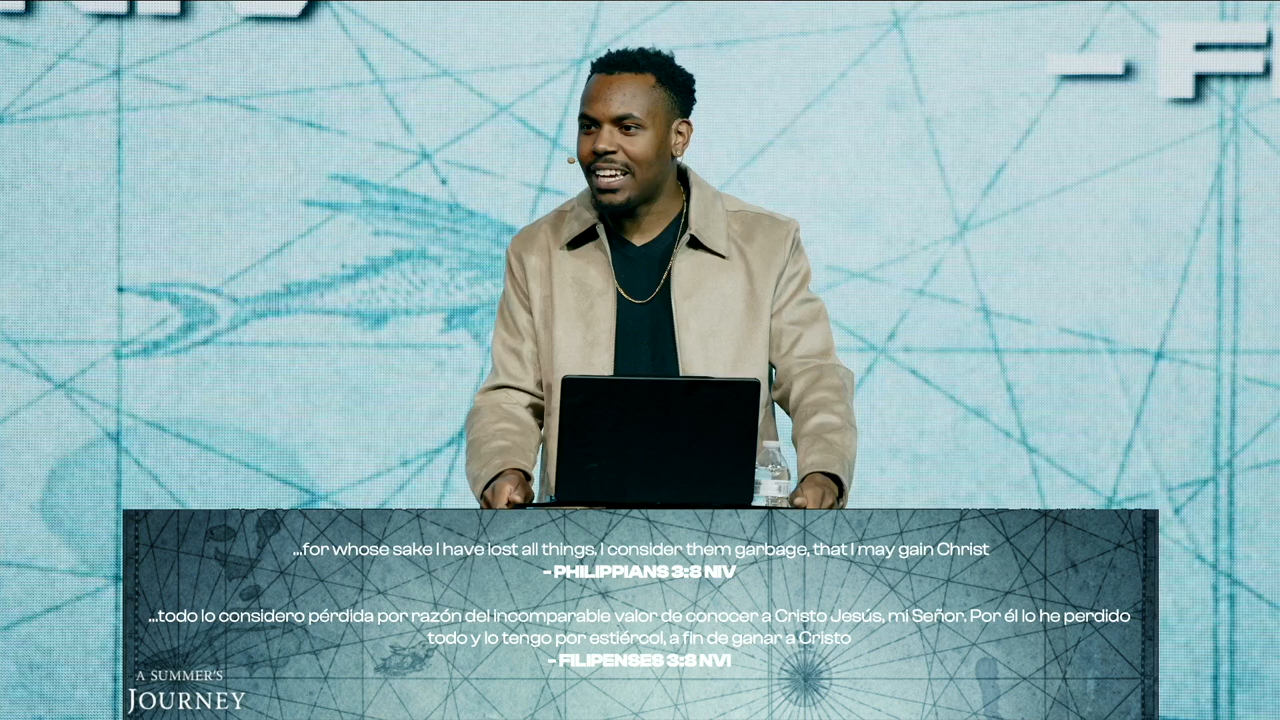 - F
...for whose sake I have lost all things. I consider them garbage, that I may gain Christ
- PHILIPPIANS 3:8 NIV
...todo lo considero pérdida por razón del incomparable valor de conocer a Cristo Jesús, mi Señor. Por él lo he perdido
todo y lo tengo por estiércol, a fin de ganar a Cristo
- FILIPENSES 3:8 NVI
A SUMMER'S
JOURNEY